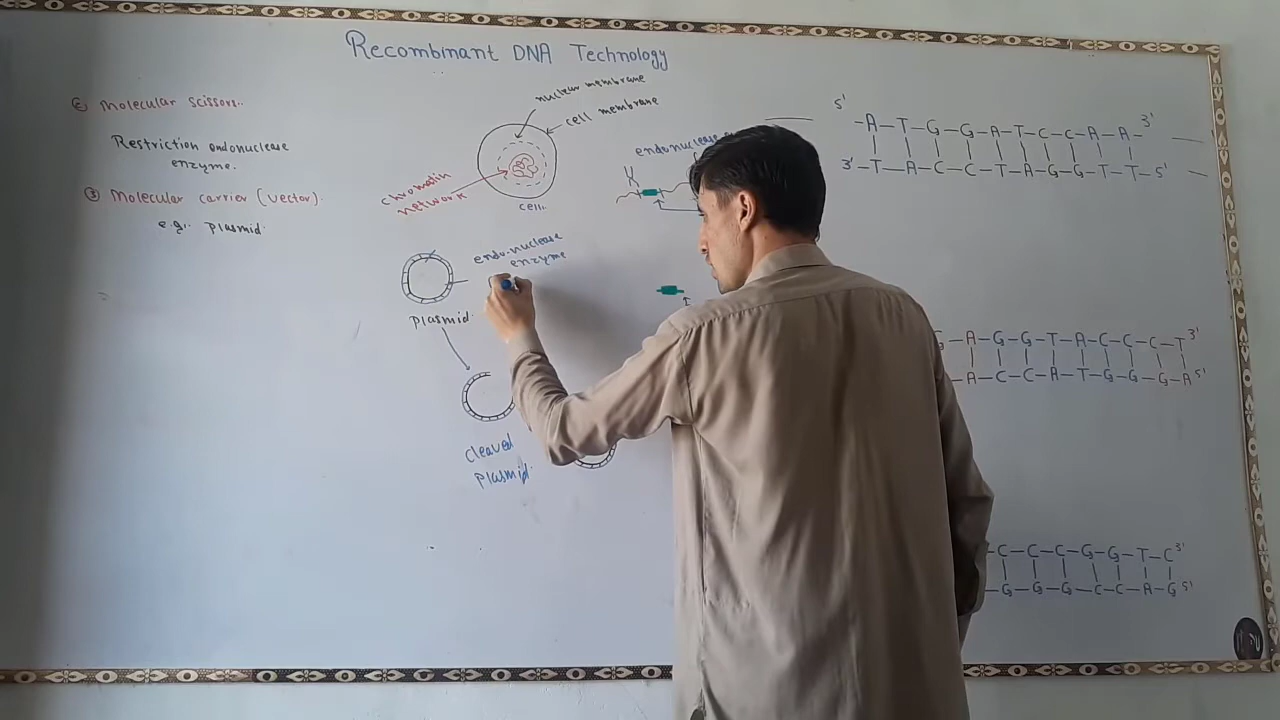 Recombinant DNA Technology
② Molecular scissors..
Restriction endonuclease
enzyme.
③ Molecular carrier (vector).
e.g:. plasmid.
nuclear membrane
cell membrane
chromatin
network
cell.
endonuclease
endo.nuclease
enzyme
plasmid.
cleaved
plasmid.
5' -A-T-G-G-A-T-C-C-A-A- 3'
3'-T-A-C-C-T-A-G-G-T-T-5'
G-A-G-G-T-A-C-C-C-T 3'
-A-C-C-A-T-G-G-G-A 5'
-C-C-C-G-G-T-C 3'
-G-G-G-C-C-A-G 5'